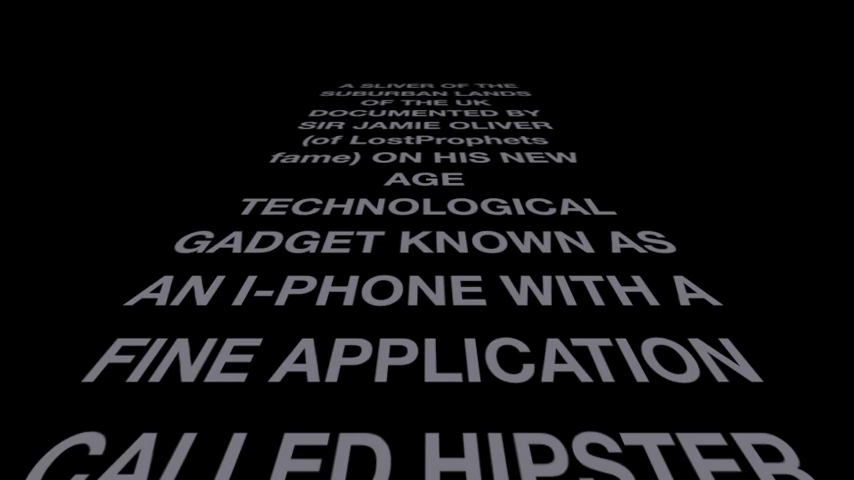 A SLIVER OF THE
SUBURBAN LANDS
OF THE UK
DOCUMENTED BY
SIR JAMIE OLIVER
(of LostProphets
fame) ON HIS NEW
AGE
TECHNOLOGICAL
GADGET KNOWN AS
AN I-PHONE WITH A
FINE APPLICATION
CALLED HIPSTER